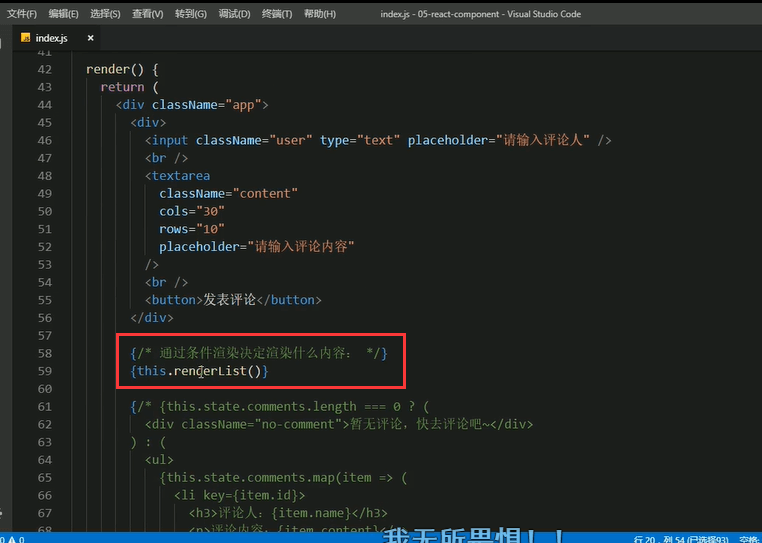 文件(F) 编辑(E) 选择(S) 查看(V) 转到(G) 调试(D) 终端(T) 帮助(H) index.js - 05-react-component - Visual Studio Code
JS index.js ×
41
42 render() {
43 return (
44 <div className="app">
45 <div>
46 <input className="user" type="text" placeholder="请输入评论人" />
47 <br />
48 <textarea
49 className="content"
50 cols="30"
51 rows="10"
52 placeholder="请输入评论内容"
53 />
54 <br />
55 <button>发表评论</button>
56 </div>
57
58 {/* 通过条件渲染决定渲染什么内容： */}
59 {this.renderList()}
60
61 {/* {this.state.comments.length === 0 ? (
62 <div className="no-comment">暂无评论，快去评论吧~</div>
63 ) : (
64 <ul>
65 {this.state.comments.map(item => (
66 <li key={item.id}>
67 <h3>评论人：{item.name}</h3>
68 <p>评论内容：{item.content}</
我无所畏惧！！
0 0 行 20，列 54 (已选择93) 空格: